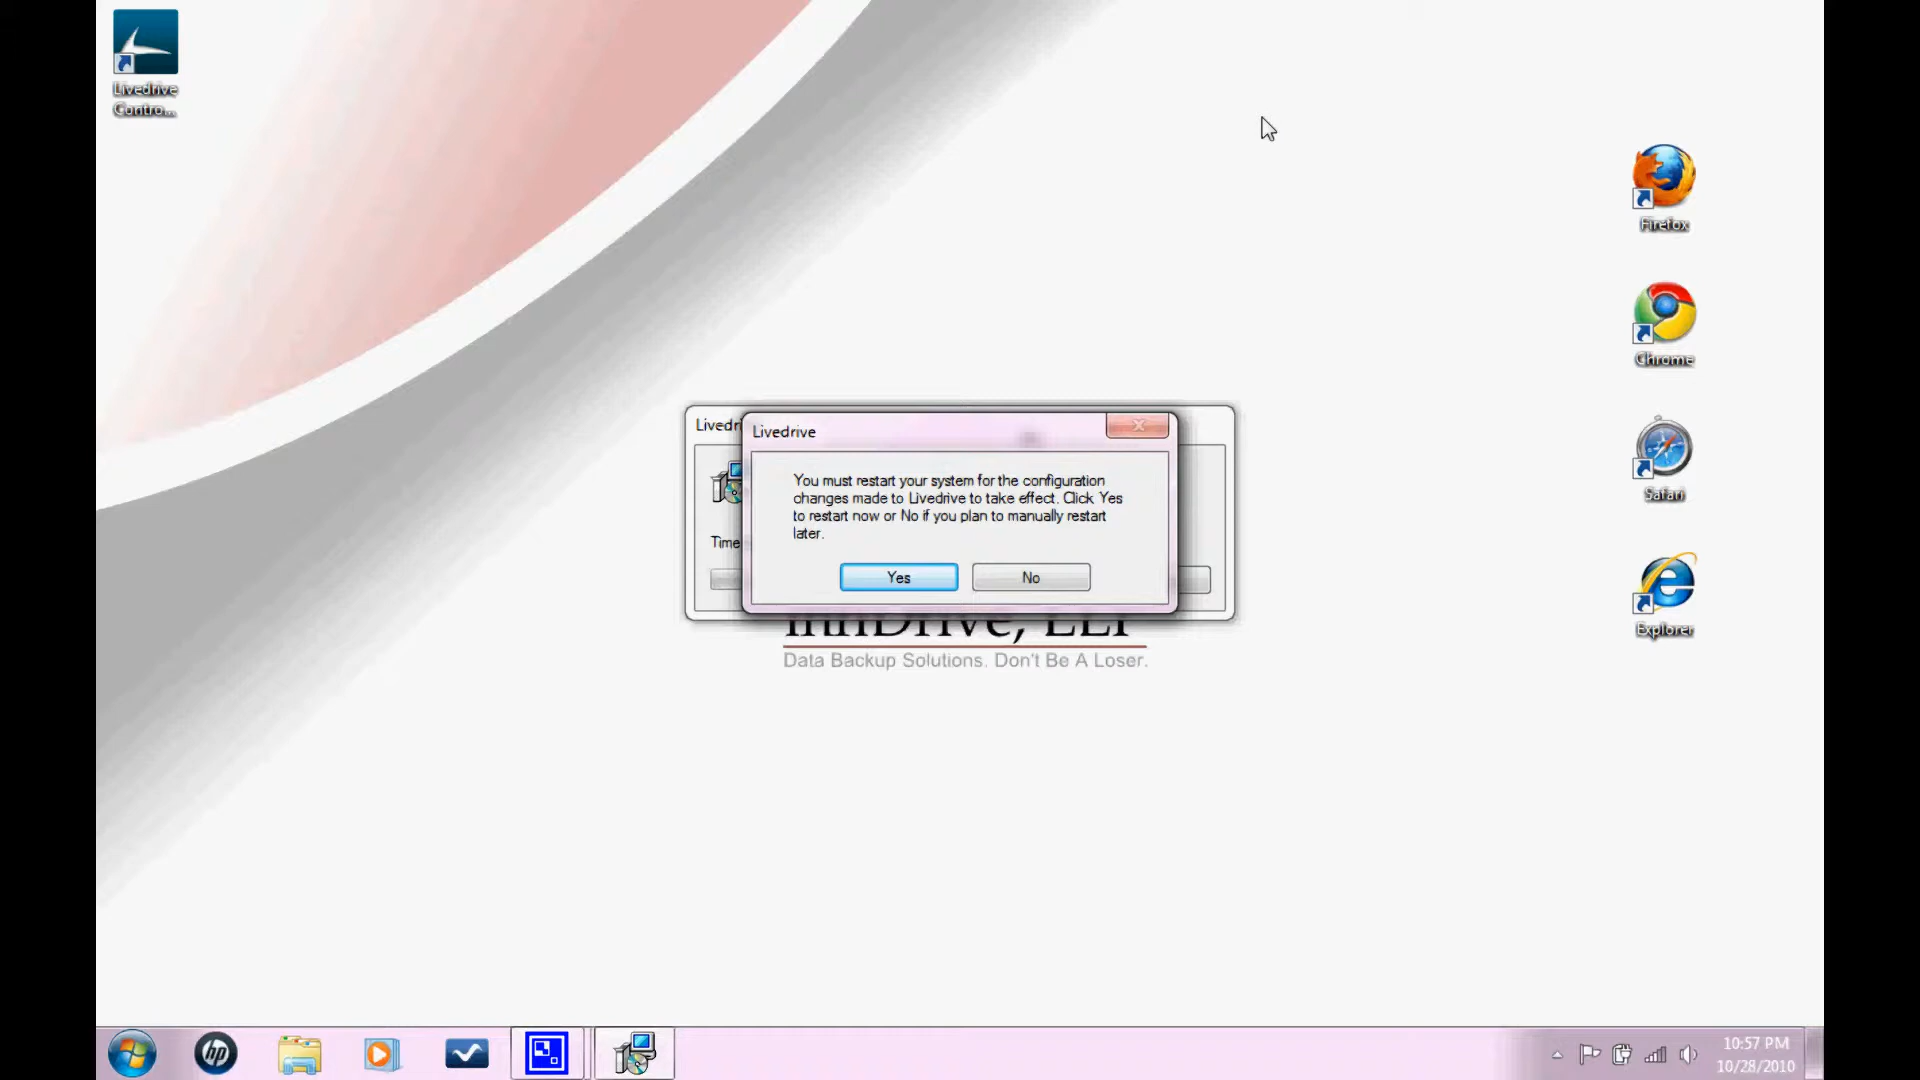 Livedrive
Contro...
Firefox
Chrome
Safari
Explorer
Livedrive
You must restart your system for the configuration
changes made to Livedrive to take effect. Click Yes
to restart now or No if you plan to manually restart
later.
Time
Yes
No
Data Backup Solutions. Don't Be A Loser.
hp
10:57 PM
10/28/2010